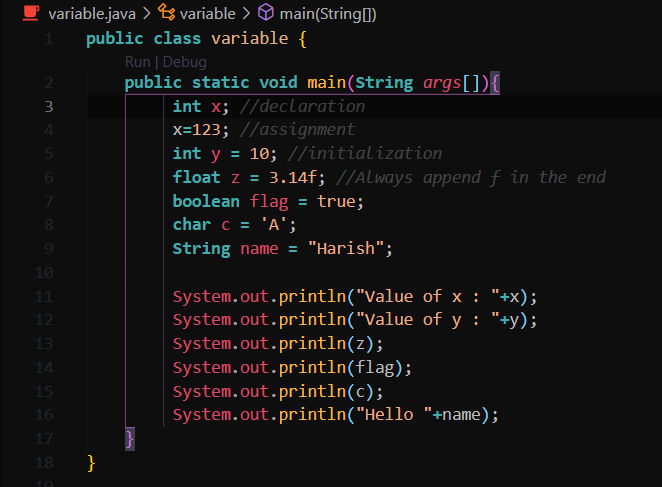 variable.java > variable > main(String[])
1 public class variable {
Run | Debug
2 public static void main(String args[]){
3 int x; //declaration
4 x=123; //assignment
5 int y = 10; //initialization
6 float z = 3.14f; //Always append f in the end
7 boolean flag = true;
8 char c = 'A';
9 String name = "Harish";
10
11 System.out.println("Value of x : "+x);
12 System.out.println("Value of y : "+y);
13 System.out.println(z);
14 System.out.println(flag);
15 System.out.println(c);
16 System.out.println("Hello "+name);
17 }
18 }
19